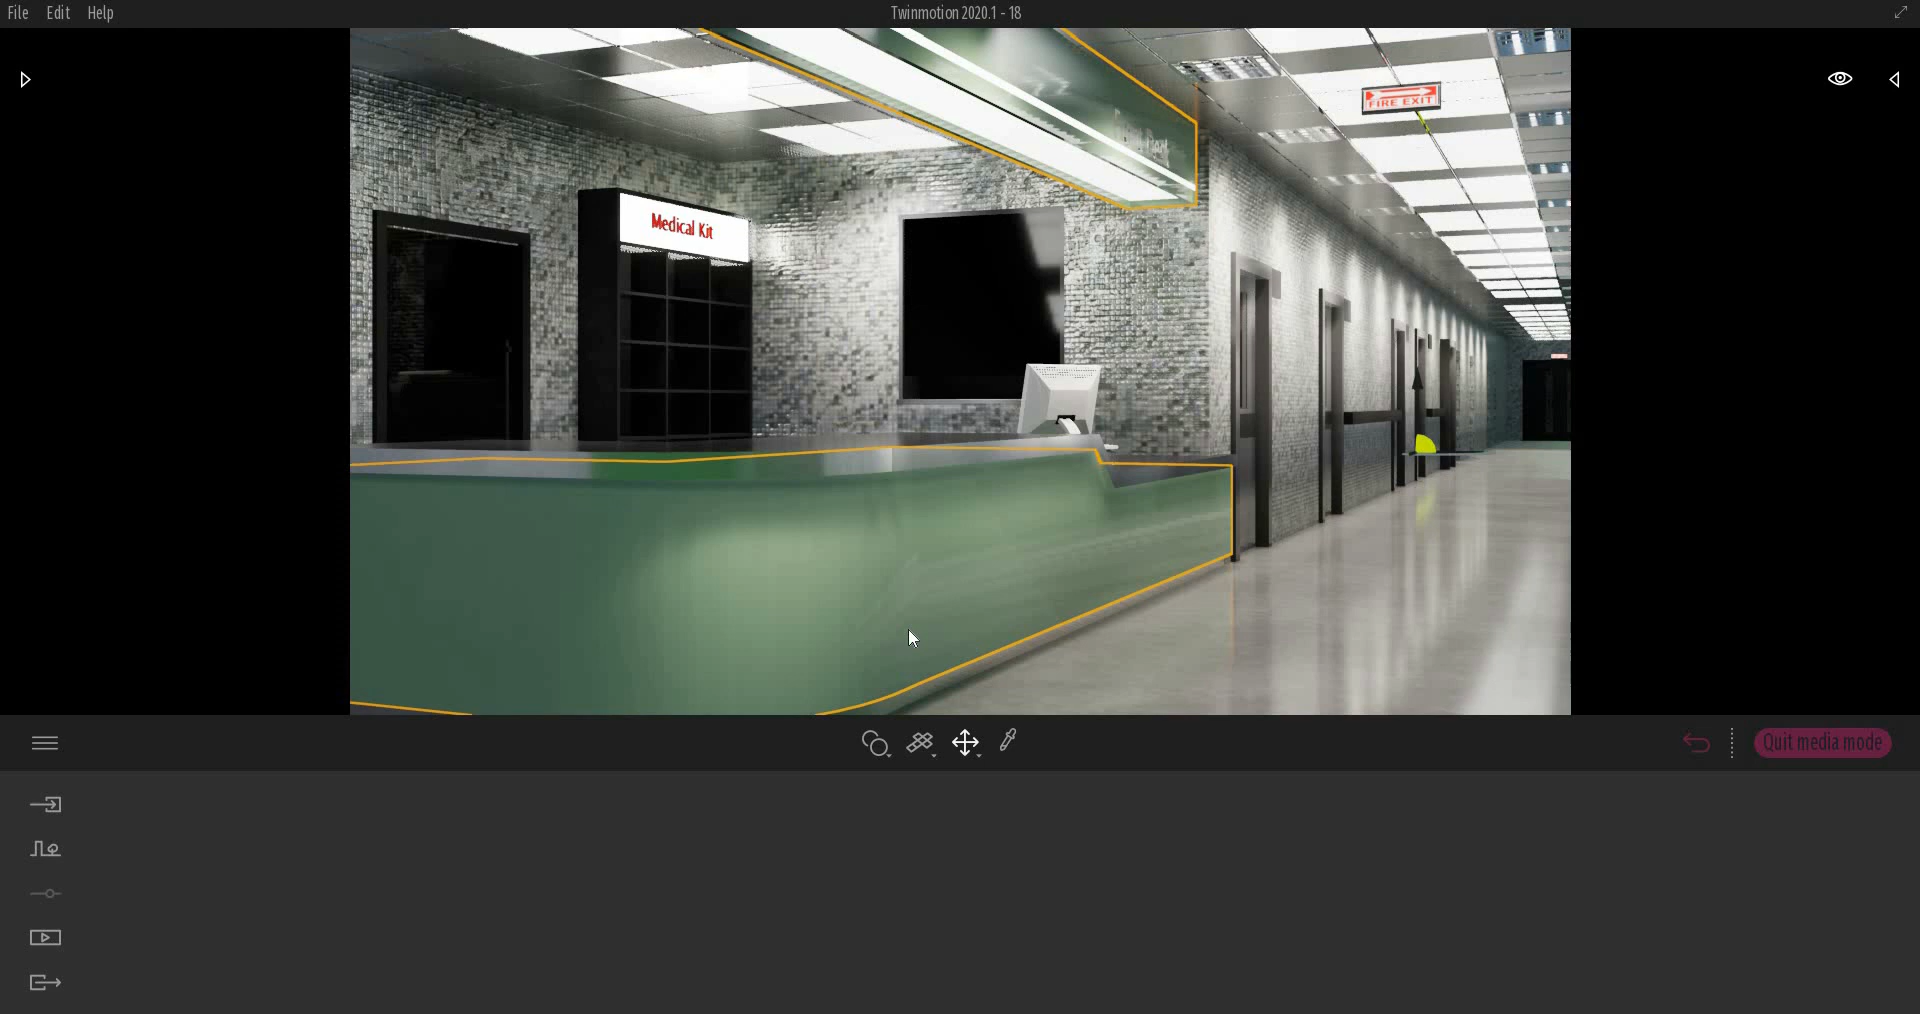 File Edit Help
Twinmotion 2020.1 - 18
FIRE EXIT
Medical Kit
Quit media mode